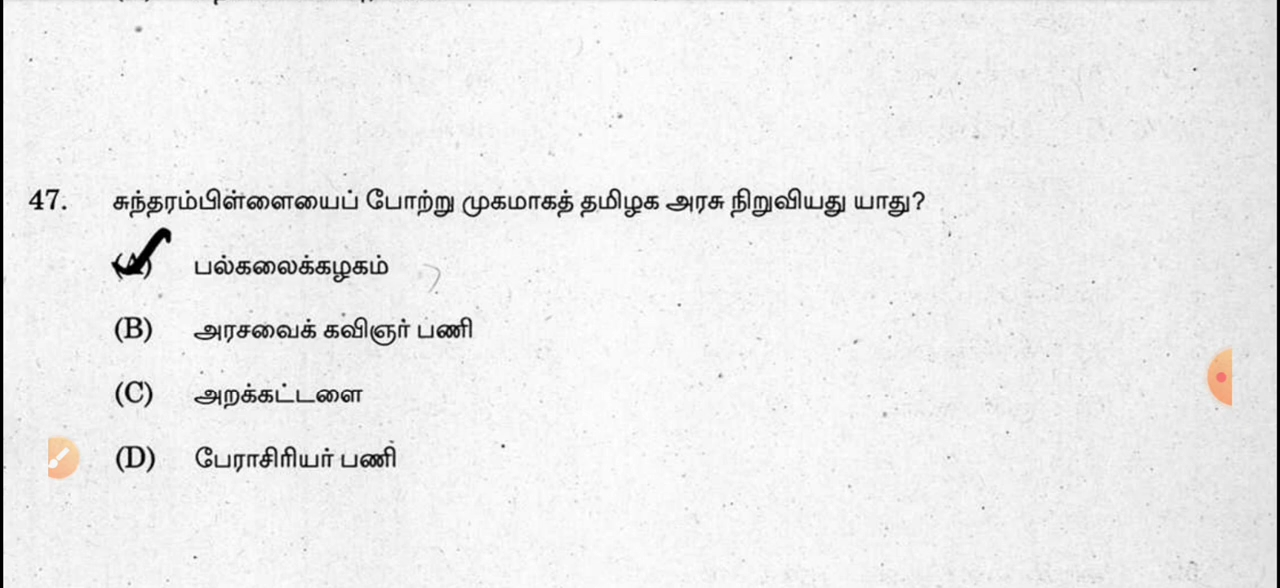 47. சுந்தரம்பிள்ளையைப் போற்று முகமாகத் தமிழக அரசு நிறுவியது யாது?
(A) பல்கலைக்கழகம்
(B) அரசவைக் கவிஞர் பணி
(C) அறக்கட்டளை
(D) பேராசிரியர் பணி